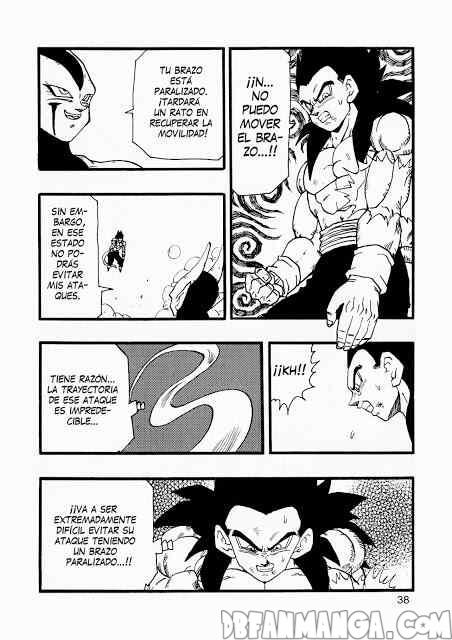 ¡¡N...
NO
PUEDO
MOVER
EL BRA-
ZO...!!
TU BRAZO
ESTÁ
PARALIZADO.
¡TARDARÁ
UN RATO EN
RECUPERAR LA
MOVILIDAD!
SIN EM-
BARGO,
EN ESE
ESTADO
NO PO-
DRÁS
EVITAR
MIS ATA-
QUES.
¡¡KH!!
TIENE RAZÓN...
LA TRAYECTORIA
DE ESE ATAQUE
ES IMPREDE-
CIBLE...
¡¡VA A SER
EXTREMADAMENTE
DIFÍCIL EVITAR SU
ATAQUE TENIENDO
UN BRAZO
PARALIZADO...!!
38
DBFANMANGA.COM